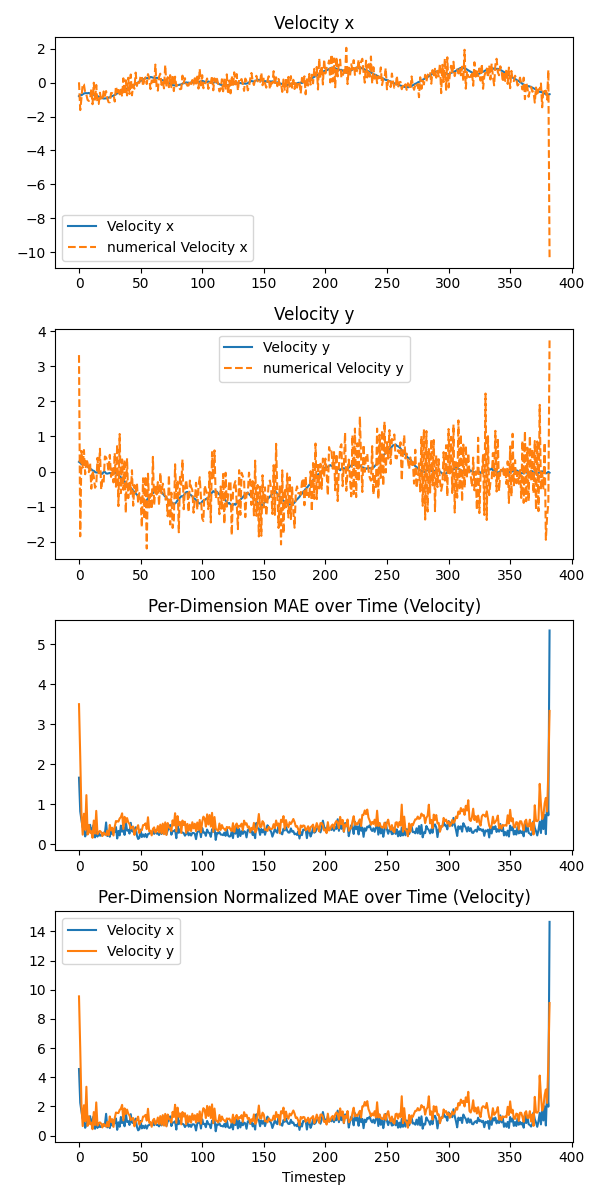 Velocity x
2
0
−2
−4
−6
−8
−10
Velocity x
numerical Velocity x
0 50 100 150 200 250 300 350 400
Velocity y
4
3
2
1
0
−1
−2
Velocity y
numerical Velocity y
0 50 100 150 200 250 300 350 400
Per-Dimension MAE over Time (Velocity)
5
4
3
2
1
0
0 50 100 150 200 250 300 350 400
Per-Dimension Normalized MAE over Time (Velocity)
14
12
10
8
6
4
2
0
Velocity x
Velocity y
0 50 100 150 200 250 300 350 400
Timestep